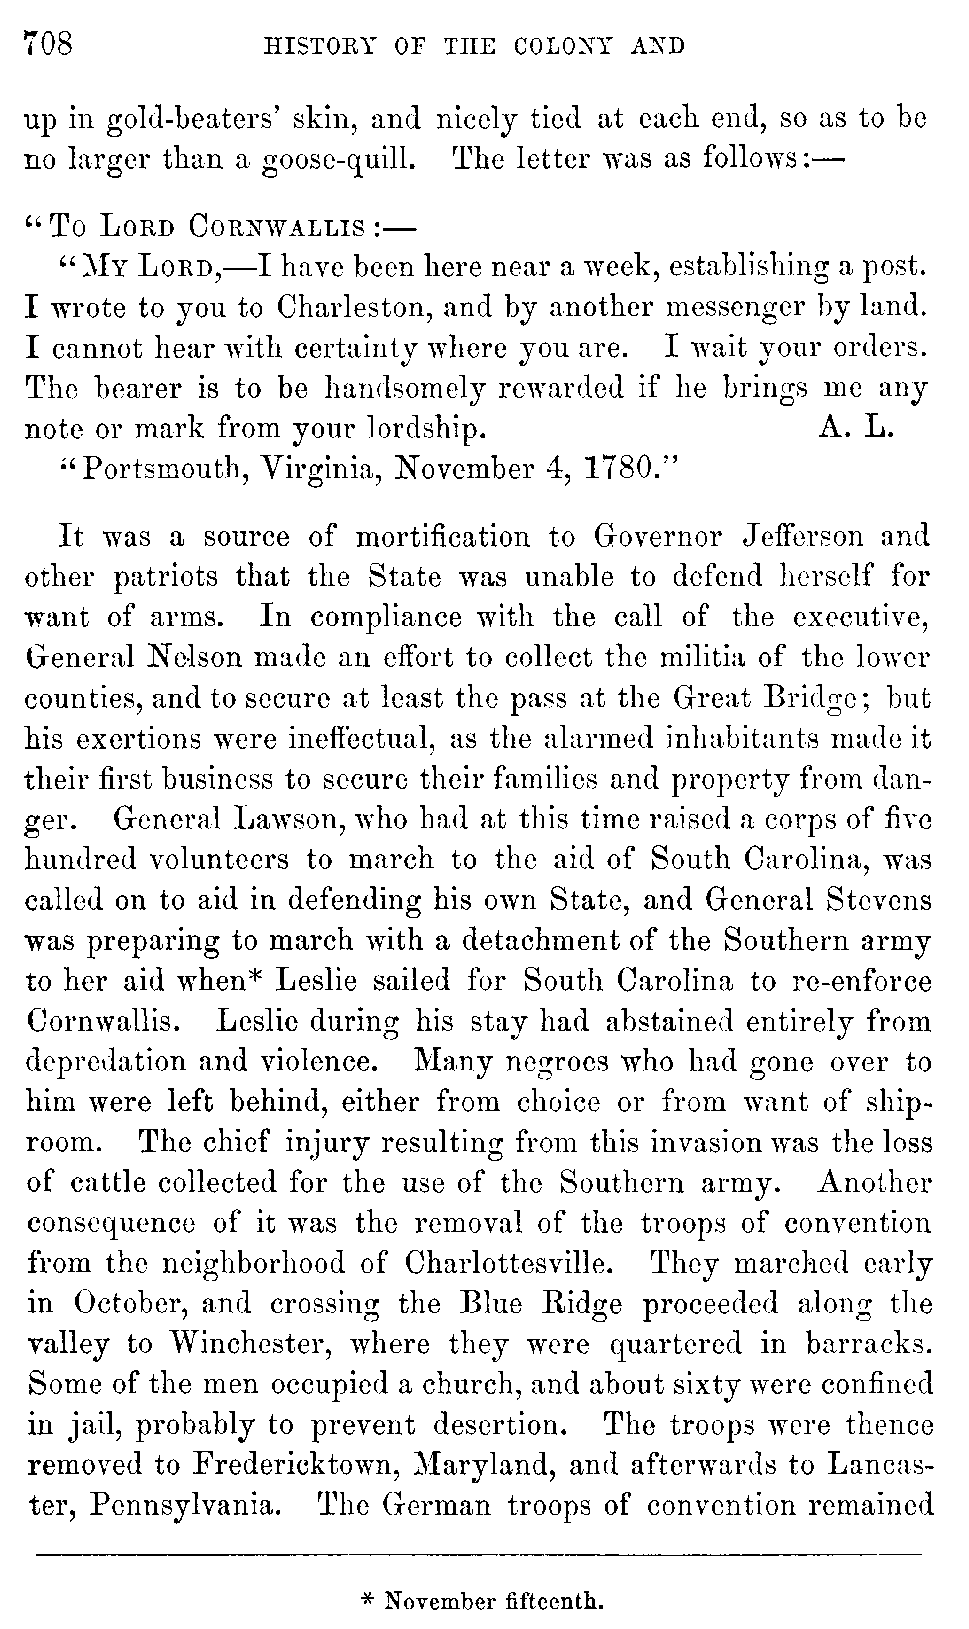 708 HISTORY OF THE COLONY AND
up in gold-beaters' skin, and nicely tied at each end, so as to be
no larger than a goose-quill. The letter was as follows:—
"To Lord Cornwallis:—
"My Lord,—I have been here near a week, establishing a post.
I wrote to you to Charleston, and by another messenger by land.
I cannot hear with certainty where you are. I wait your orders.
The bearer is to be handsomely rewarded if he brings me any
note or mark from your lordship. A. L.
"Portsmouth, Virginia, November 4, 1780."
It was a source of mortification to Governor Jefferson and
other patriots that the State was unable to defend herself for
want of arms. In compliance with the call of the executive,
General Nelson made an effort to collect the militia of the lower
counties, and to secure at least the pass at the Great Bridge; but
his exertions were ineffectual, as the alarmed inhabitants made it
their first business to secure their families and property from dan-
ger. General Lawson, who had at this time raised a corps of five
hundred volunteers to march to the aid of South Carolina, was
called on to aid in defending his own State, and General Stevens
was preparing to march with a detachment of the Southern army
to her aid when* Leslie sailed for South Carolina to re-enforce
Cornwallis. Leslie during his stay had abstained entirely from
depredation and violence. Many negroes who had gone over to
him were left behind, either from choice or from want of ship-
room. The chief injury resulting from this invasion was the loss
of cattle collected for the use of the Southern army. Another
consequence of it was the removal of the troops of convention
from the neighborhood of Charlottesville. They marched early
in October, and crossing the Blue Ridge proceeded along the
valley to Winchester, where they were quartered in barracks.
Some of the men occupied a church, and about sixty were confined
in jail, probably to prevent desertion. The troops were thence
removed to Fredericktown, Maryland, and afterwards to Lancas-
ter, Pennsylvania. The German troops of convention remained
* November fifteenth.